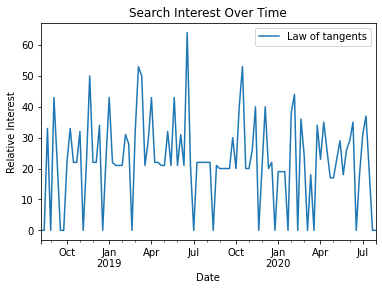 Search Interest Over Time
Law of tangents
Relative Interest
60
50
40
30
20
10
0
Oct Jan Apr Jul Oct Jan Apr Jul
2019 2020
Date